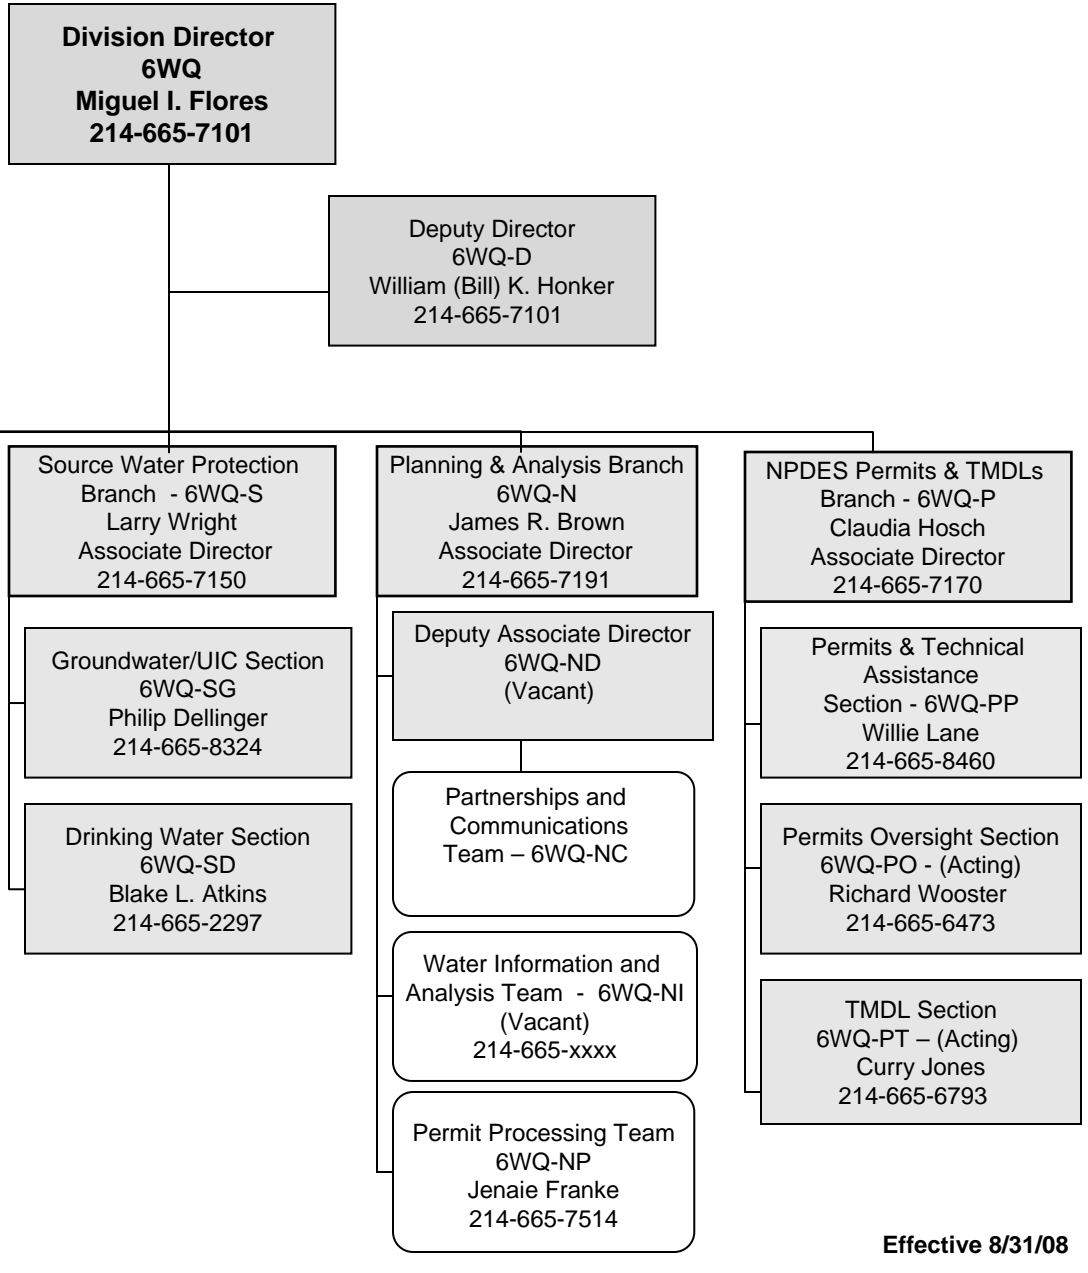 Division Director
6WQ
Miguel I. Flores
214-665-7101
Deputy Director
6WQ-D
William (Bill) K. Honker
214-665-7101
Source Water Protection
Branch - 6WQ-S
Larry Wright
Associate Director
214-665-7150
Groundwater/UIC Section
6WQ-SG
Philip Dellinger
214-665-8324
Drinking Water Section
6WQ-SD
Blake L. Atkins
214-665-2297
Planning & Analysis Branch
6WQ-N
James R. Brown
Associate Director
214-665-7191
Deputy Associate Director
6WQ-ND
(Vacant)
Partnerships and
Communications
Team – 6WQ-NC
Water Information and
Analysis Team - 6WQ-NI
(Vacant)
214-665-xxxx
Permit Processing Team
6WQ-NP
Jenaie Franke
214-665-7514
NPDES Permits & TMDLs
Branch - 6WQ-P
Claudia Hosch
Associate Director
214-665-7170
Permits & Technical
Assistance
Section - 6WQ-PP
Willie Lane
214-665-8460
Permits Oversight Section
6WQ-PO - (Acting)
Richard Wooster
214-665-6473
TMDL Section
6WQ-PT – (Acting)
Curry Jones
214-665-6793
Effective 8/31/08